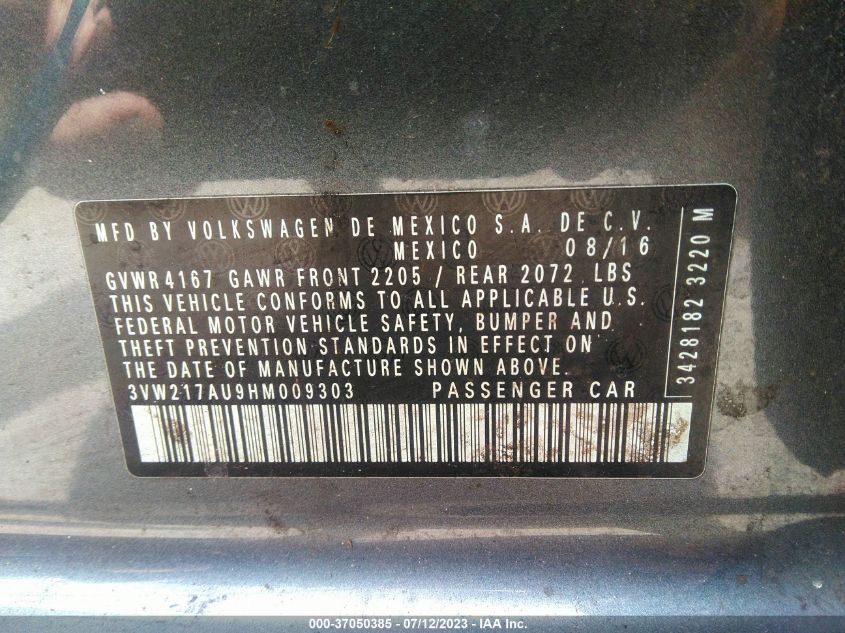 MFD BY VOLKSWAGEN DE MEXICO S.A. DE C.V.
MEXICO 08/16
GVWR 4167 GAWR FRONT 2205 / REAR 2072 LBS
THIS VEHICLE CONFORMS TO ALL APPLICABLE U.S.
FEDERAL MOTOR VEHICLE SAFETY, BUMPER AND
THEFT PREVENTION STANDARDS IN EFFECT ON
THE DATE OF MANUFACTURE SHOWN ABOVE.
3VW217AU9HM009303 PASSENGER CAR
3428182 3220 M
000-37050385 - 07/12/2023 - IAA Inc.